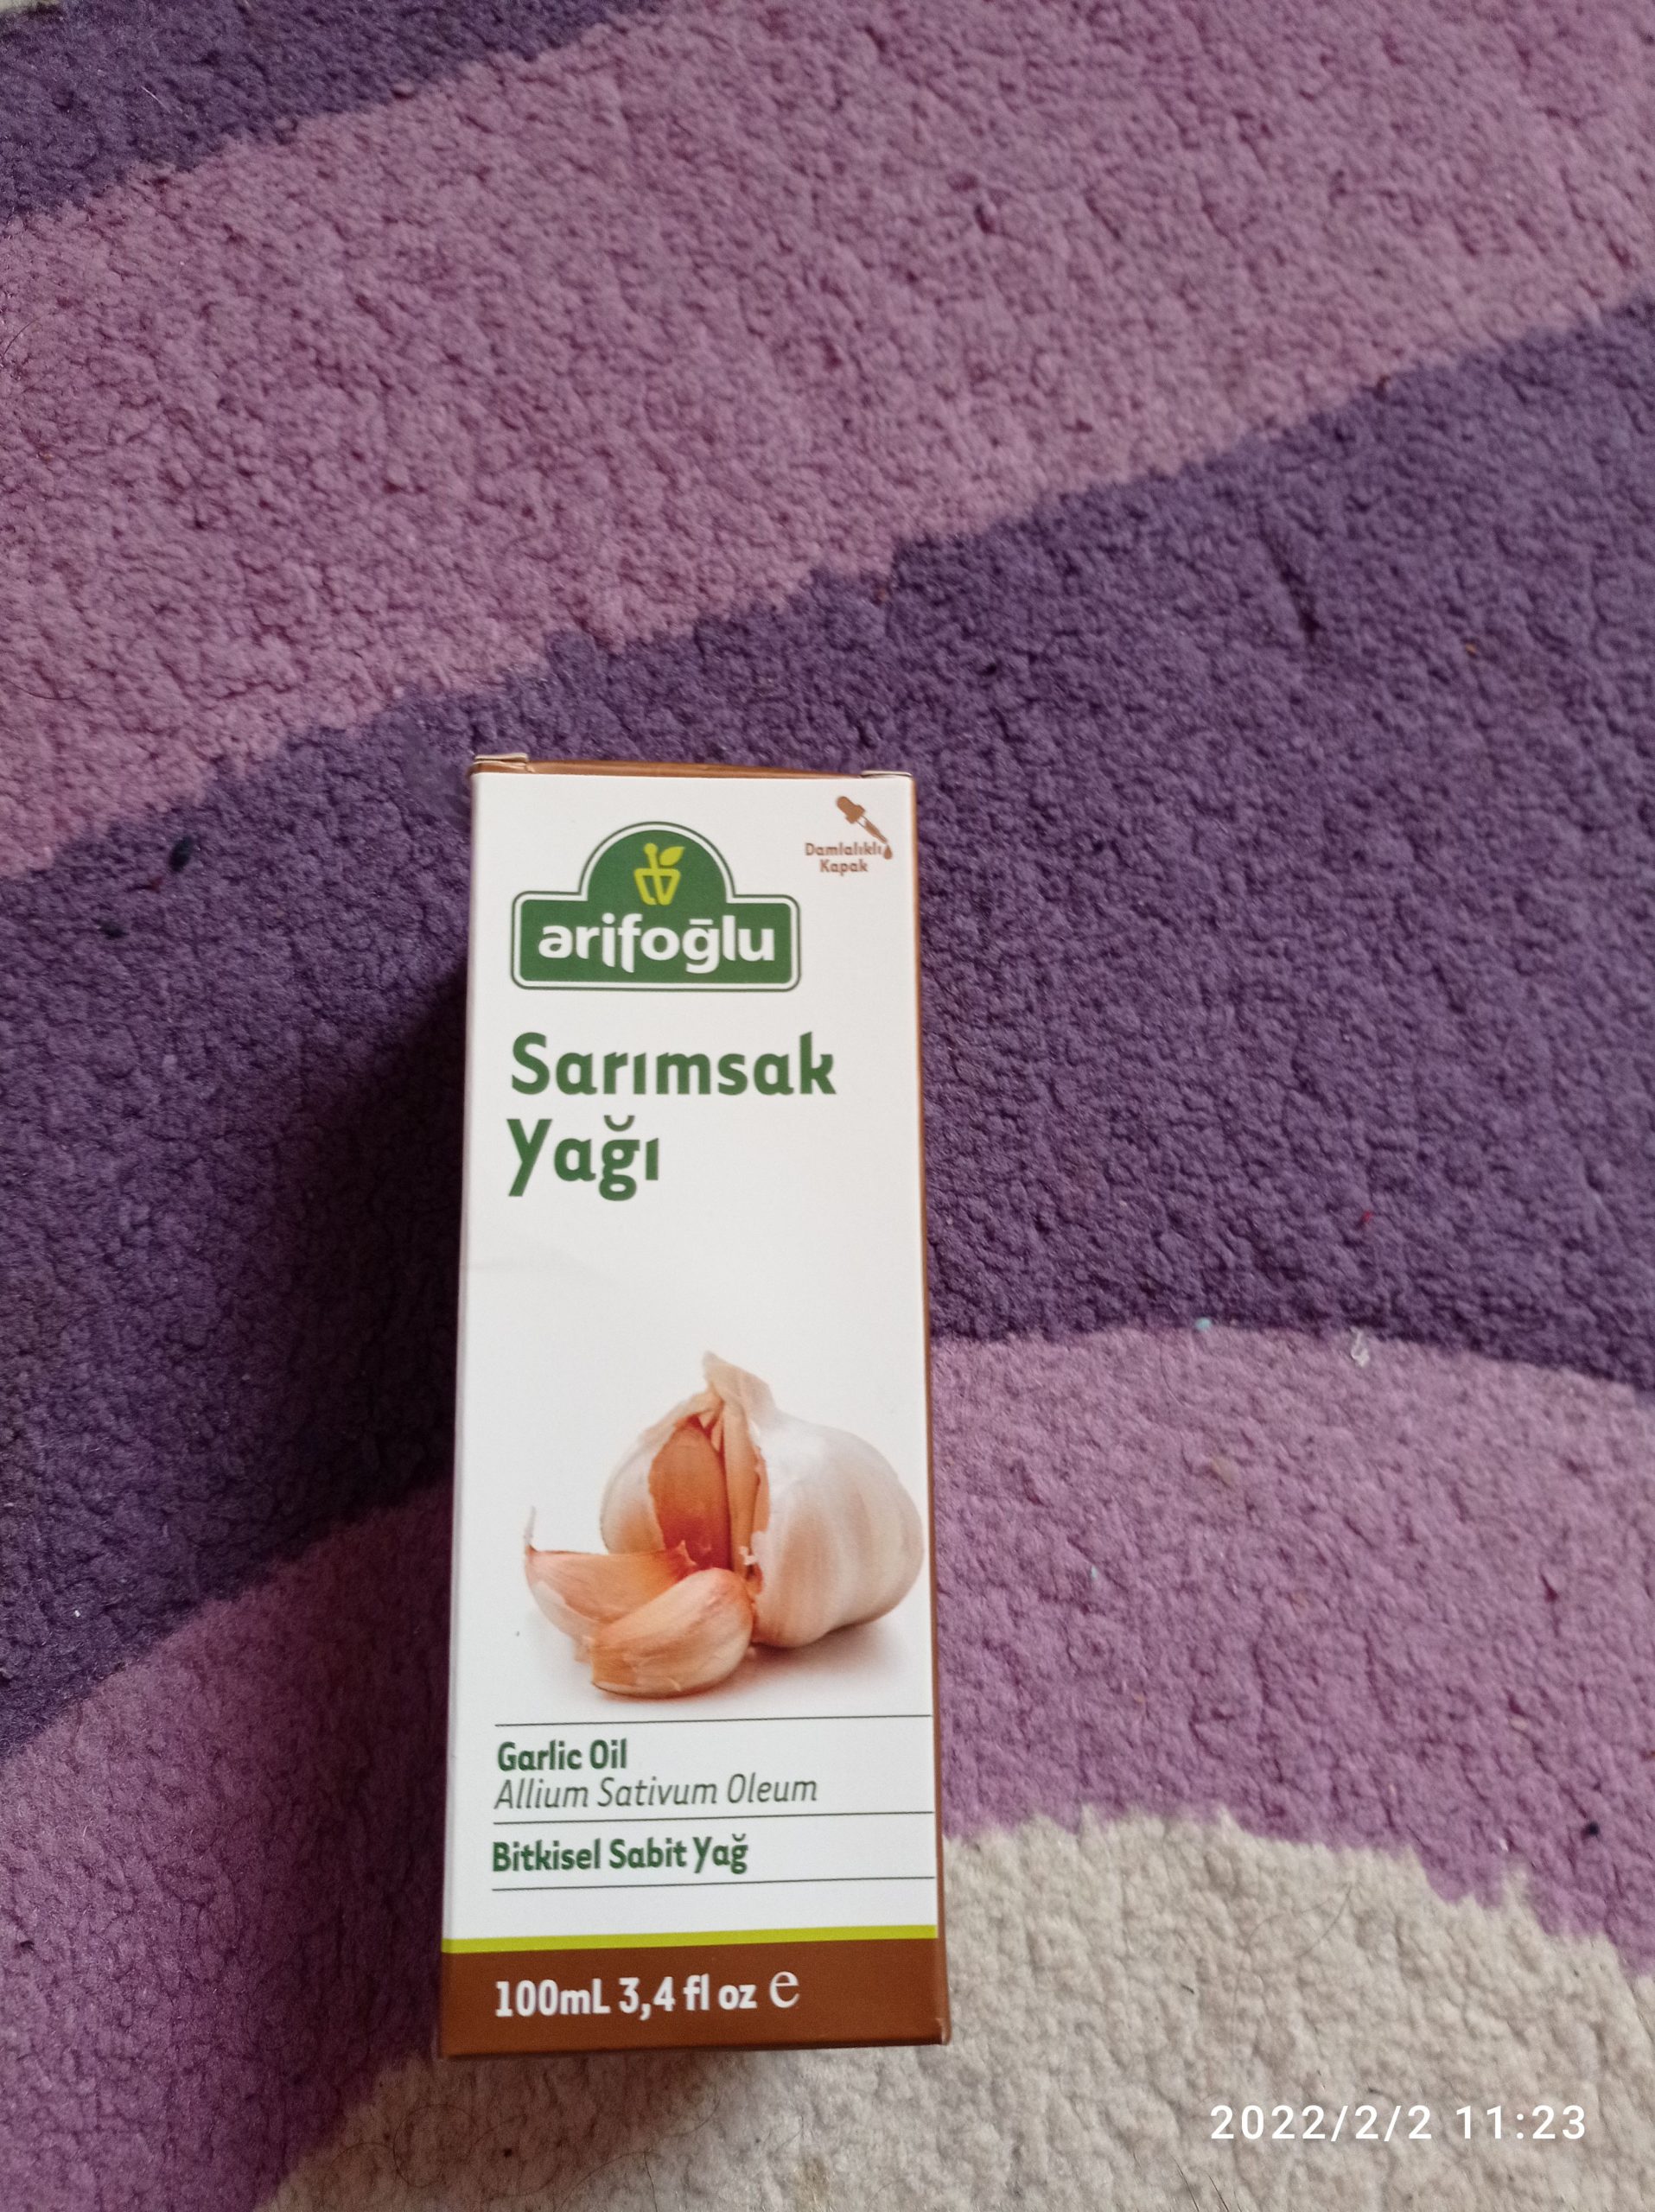 Damlalıklı
Kapak
arifoğlu
Sarımsak
Yağı
Garlic Oil
Allium Sativum Oleum
Bitkisel Sabit Yağ
100mL 3,4 fl oz e
2022/2/2 11:23